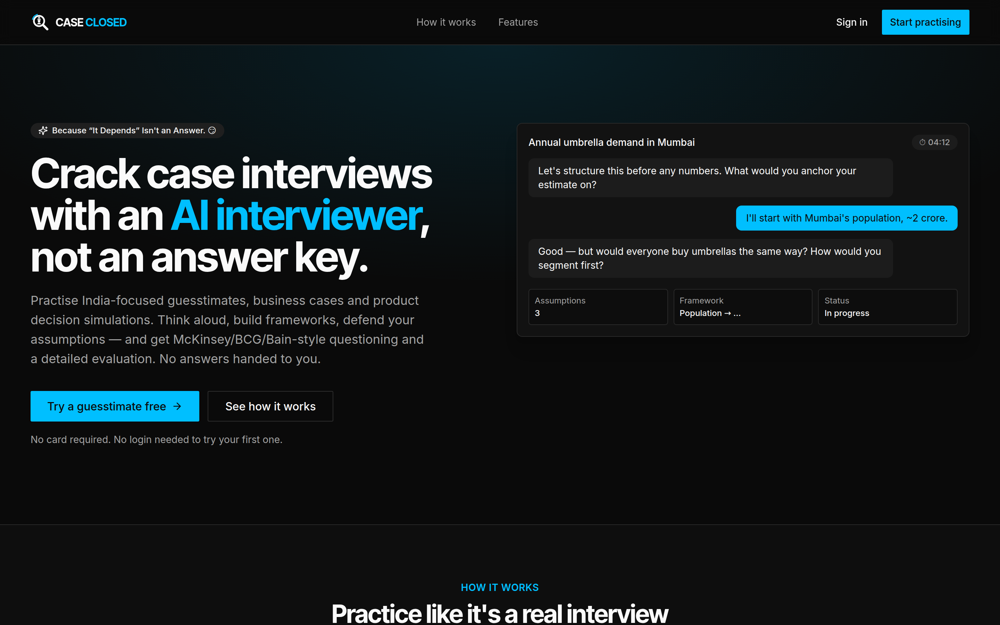 CASE CLOSED
How it works
Features
Sign in
Start practising
Because “It Depends” Isn't an Answer. 😏
Crack case interviews
with an AI interviewer,
not an answer key.
Practise India-focused guesstimates, business cases and product
decision simulations. Think aloud, build frameworks, defend your
assumptions — and get McKinsey/BCG/Bain-style questioning and
a detailed evaluation. No answers handed to you.
Try a guesstimate free →
See how it works
No card required. No login needed to try your first one.
Annual umbrella demand in Mumbai
⏱ 04:12
Let's structure this before any numbers. What would you anchor your
estimate on?
I'll start with Mumbai's population, ~2 crore.
Good — but would everyone buy umbrellas the same way? How would you
segment first?
Assumptions
3
Framework
Population → ...
Status
In progress
HOW IT WORKS
Practice like it's a real interview